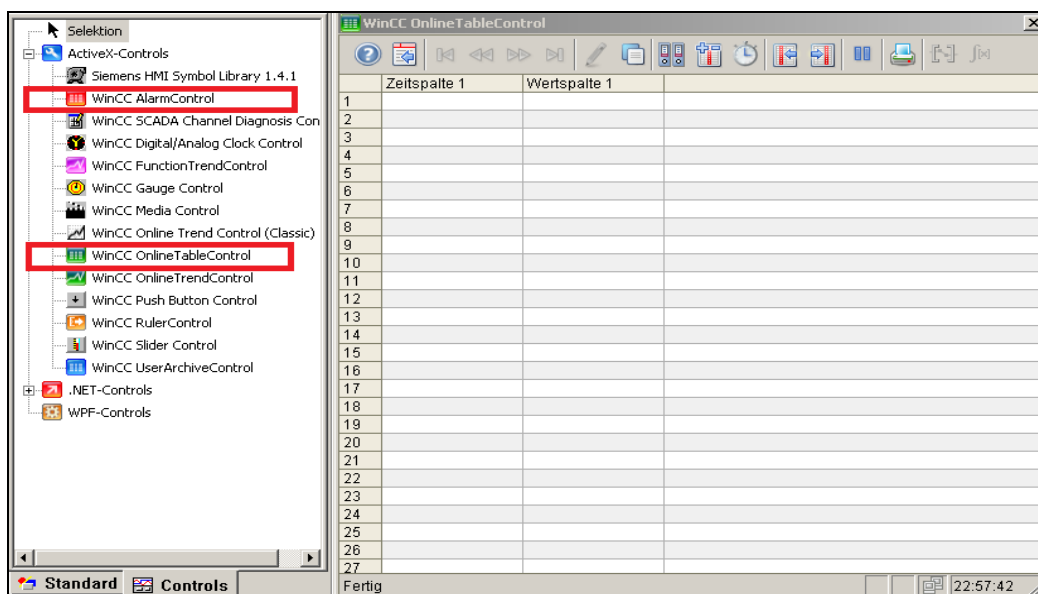 Selektion
ActiveX-Controls
Siemens HMI Symbol Library 1.4.1
WinCC AlarmControl
WinCC SCADA Channel Diagnosis Con
WinCC Digital/Analog Clock Control
WinCC FunctionTrendControl
WinCC Gauge Control
WinCC Media Control
WinCC Online Trend Control (Classic)
WinCC OnlineTableControl
WinCC OnlineTrendControl
WinCC Push Button Control
WinCC RulerControl
WinCC Slider Control
WinCC UserArchiveControl
.NET-Controls
WPF-Controls
Standard Controls
WinCC OnlineTableControl
Zeitspalte 1 Wertspalte 1
1
2
3
4
5
6
7
8
9
10
11
12
13
14
15
16
17
18
19
20
21
22
23
24
25
26
27
Fertig 22:57:42